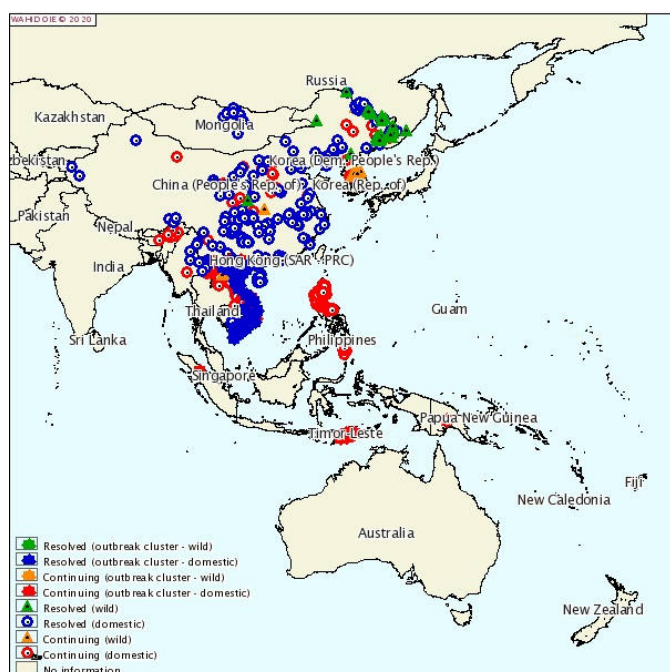 WAHID OIE © 2020
Russia
Kazakhstan
Mongolia
zbekistan
Korea (Dem. People's Rep.)
China (People's Rep. of)
Korea (Rep. of)
Pakistan
Nepal
India
Hong Kong (SAR - PRC)
Thailand
Guam
Sri Lanka
Philippines
Singapore
Papua New Guinea
Timor-Leste
Fiji
New Caledonia
Australia
New Zealand
Resolved (outbreak cluster - wild)
Resolved (outbreak cluster - domestic)
Continuing (outbreak cluster - wild)
Continuing (outbreak cluster - domestic)
Resolved (wild)
Resolved (domestic)
Continuing (wild)
Continuing (domestic)
No information